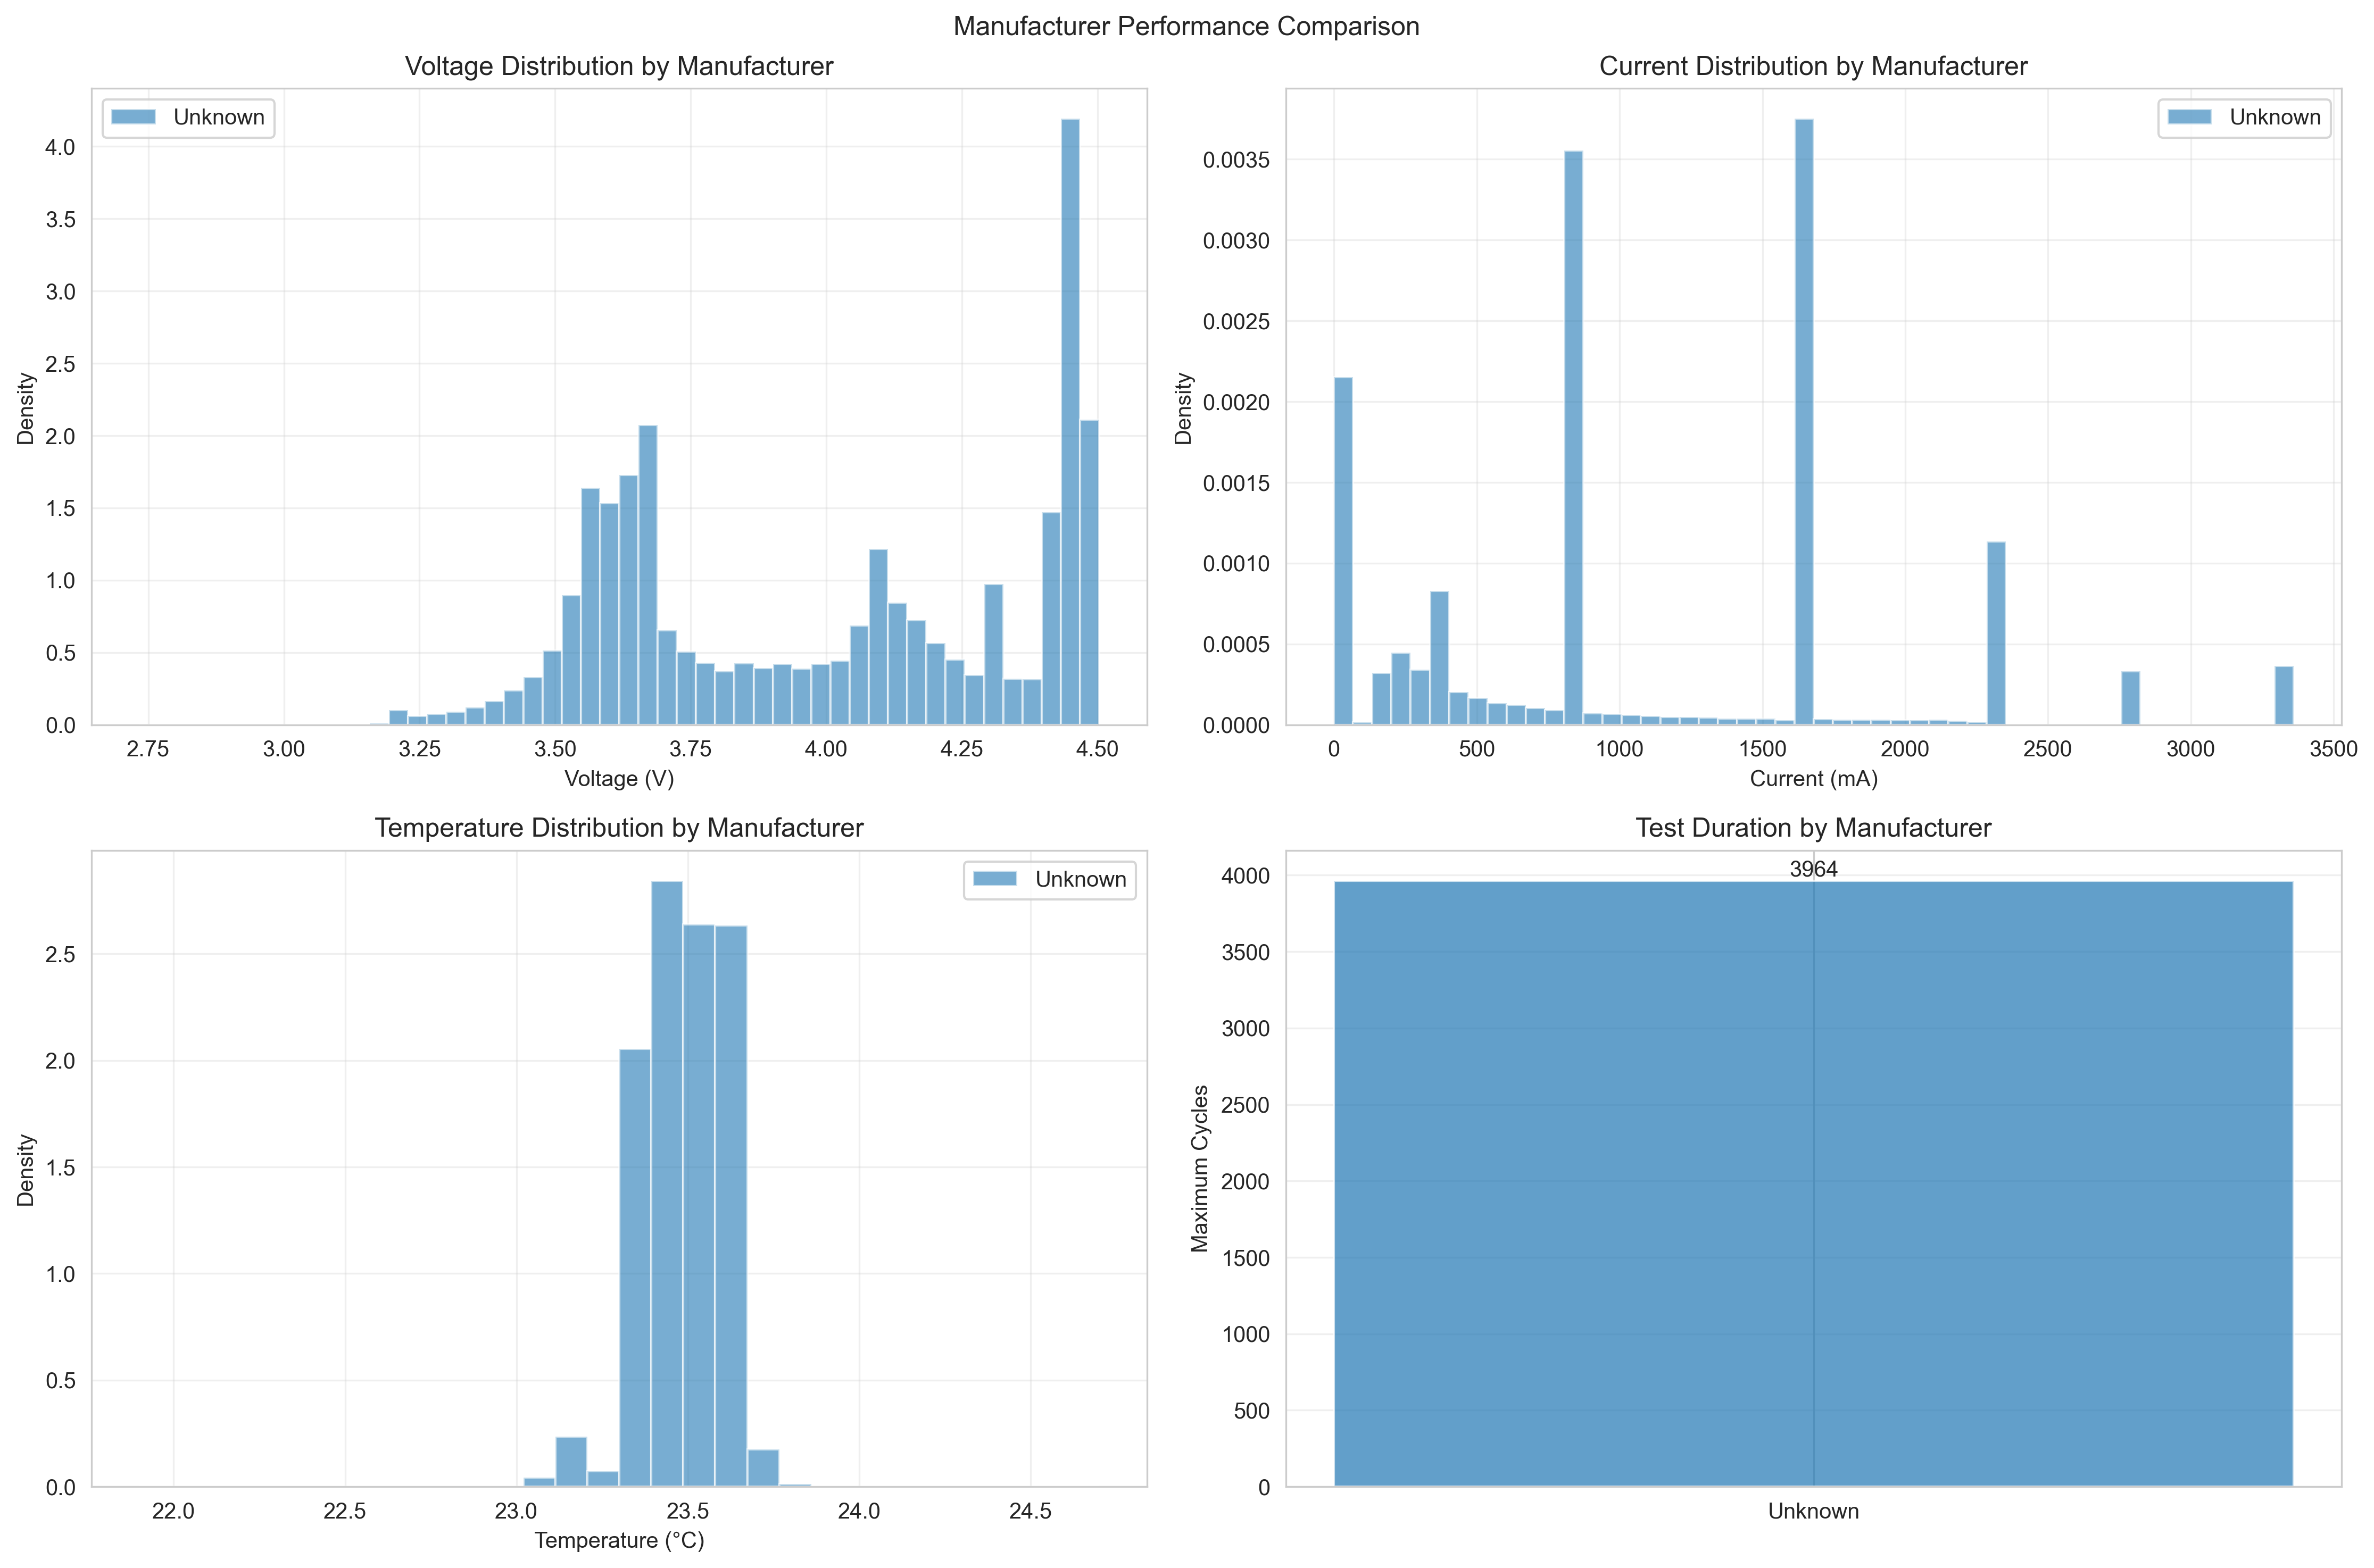 Manufacturer Performance Comparison
Voltage Distribution by Manufacturer
Unknown
4.0
3.5
3.0
2.5
2.0
1.5
1.0
0.5
0.0
Density
2.75 3.00 3.25 3.50 3.75 4.00 4.25 4.50
Voltage (V)
Current Distribution by Manufacturer
Unknown
0.0035
0.0030
0.0025
0.0020
0.0015
0.0010
0.0005
0.0000
Density
0 500 1000 1500 2000 2500 3000 3500
Current (mA)
Temperature Distribution by Manufacturer
Unknown
2.5
2.0
1.5
1.0
0.5
0.0
Density
22.0 22.5 23.0 23.5 24.0 24.5
Temperature (°C)
Test Duration by Manufacturer
3964
4000
3500
3000
2500
2000
1500
1000
500
0
Maximum Cycles
Unknown